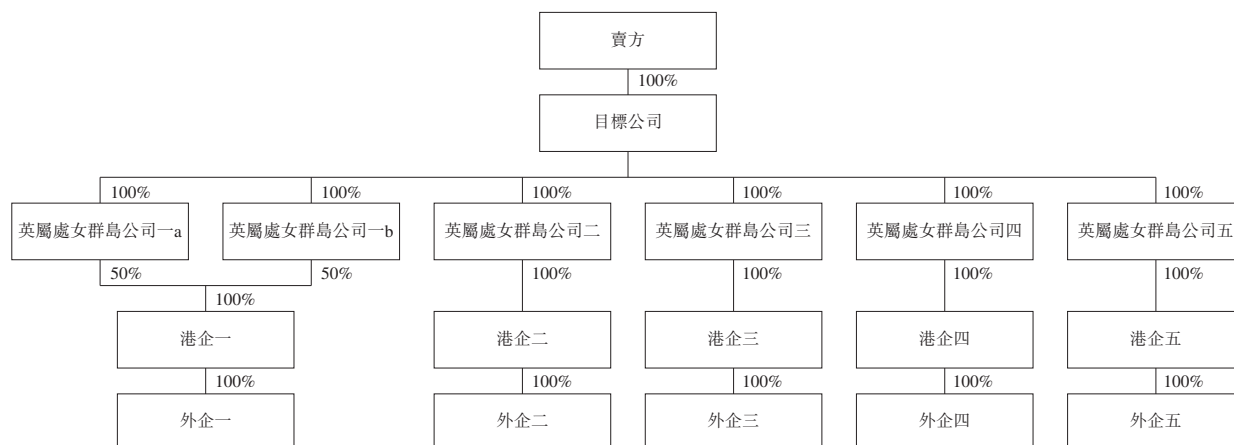 賣方
100%
目標公司
100% 100% 100% 100% 100% 100%
英屬處女群島公司一a 英屬處女群島公司一b 英屬處女群島公司二 英屬處女群島公司三 英屬處女群島公司四 英屬處女群島公司五
50% 50% 100% 100% 100% 100%
100%
港企一 港企二 港企三 港企四 港企五
100% 100% 100% 100% 100%
外企一 外企二 外企三 外企四 外企五